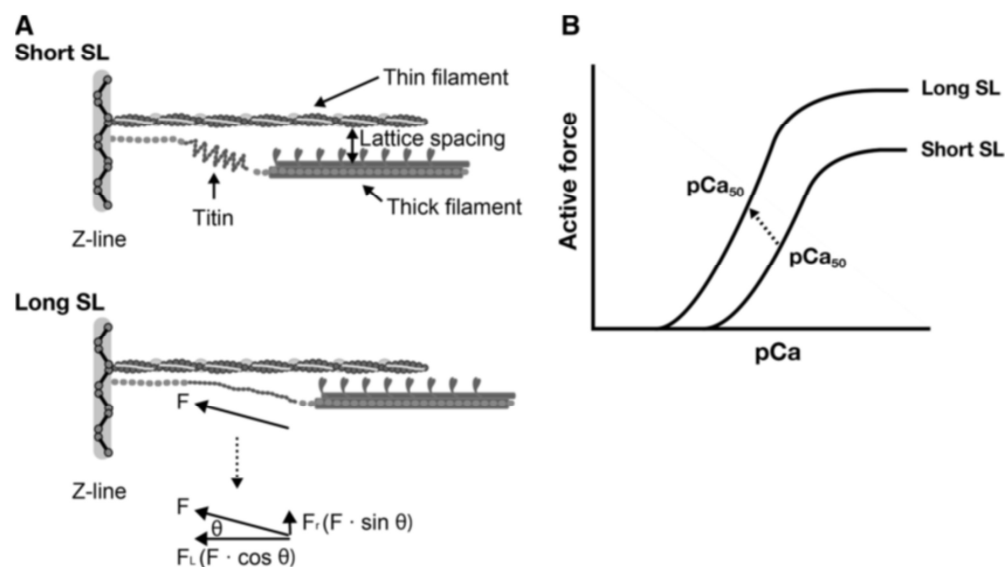 A
Short SL
Thin filament
Lattice spacing
Thick filament
Titin
Z-line
Long SL
F
Z-line
F
θ
Fr (F · sin θ)
FL (F · cos θ)
B
Active force
Long SL
Short SL
pCa50
pCa50
pCa